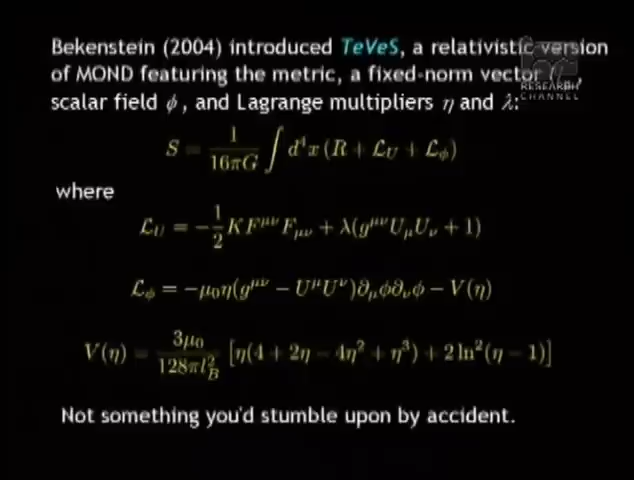 Bekenstein (2004) introduced TeVeS, a relativistic version
of MOND featuring the metric, a fixed-norm vector
scalar field ϕ, and Lagrange multipliers η and λ:
RESEARCH
CHANNEL
S = 1/16πG ∫ d⁴x (R + ℒ_U + ℒ_ϕ)
where
ℒ_U = −1/2 K F^{μν} F_{μν} + λ(g^{μν} U_μ U_ν + 1)
ℒ_ϕ = −μ₀η(g^{μν} − U^μ U^ν)∂_μϕ∂_νϕ − V(η)
V(η) = 3μ₀/128πl_B² [η(4 + 2η − 4η² + η³) + 2 ln²(η − 1)]
Not something you'd stumble upon by accident.